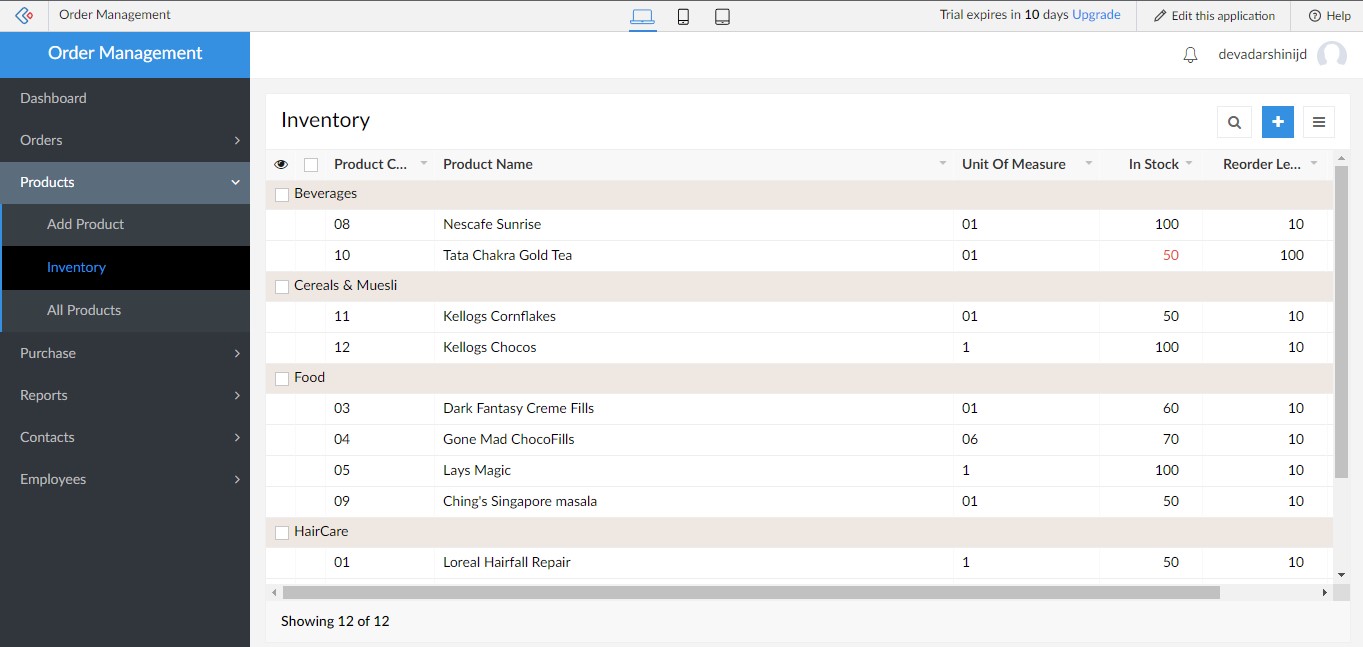 Order Management
Trial expires in 10 days Upgrade
Edit this application
Help
Order Management
devadarshinijd
Dashboard
Orders
Products
Add Product
Inventory
All Products
Purchase
Reports
Contacts
Employees
Inventory
Product C... Product Name Unit Of Measure In Stock Reorder Le...
Beverages
08 Nescafe Sunrise 01 100 10
10 Tata Chakra Gold Tea 01 50 100
Cereals & Muesli
11 Kellogs Cornflakes 01 50 10
12 Kellogs Chocos 1 100 10
Food
03 Dark Fantasy Creme Fills 01 60 10
04 Gone Mad ChocoFills 06 70 10
05 Lays Magic 1 100 10
09 Ching's Singapore masala 01 50 10
HairCare
01 Loreal Hairfall Repair 1 50 10
Showing 12 of 12